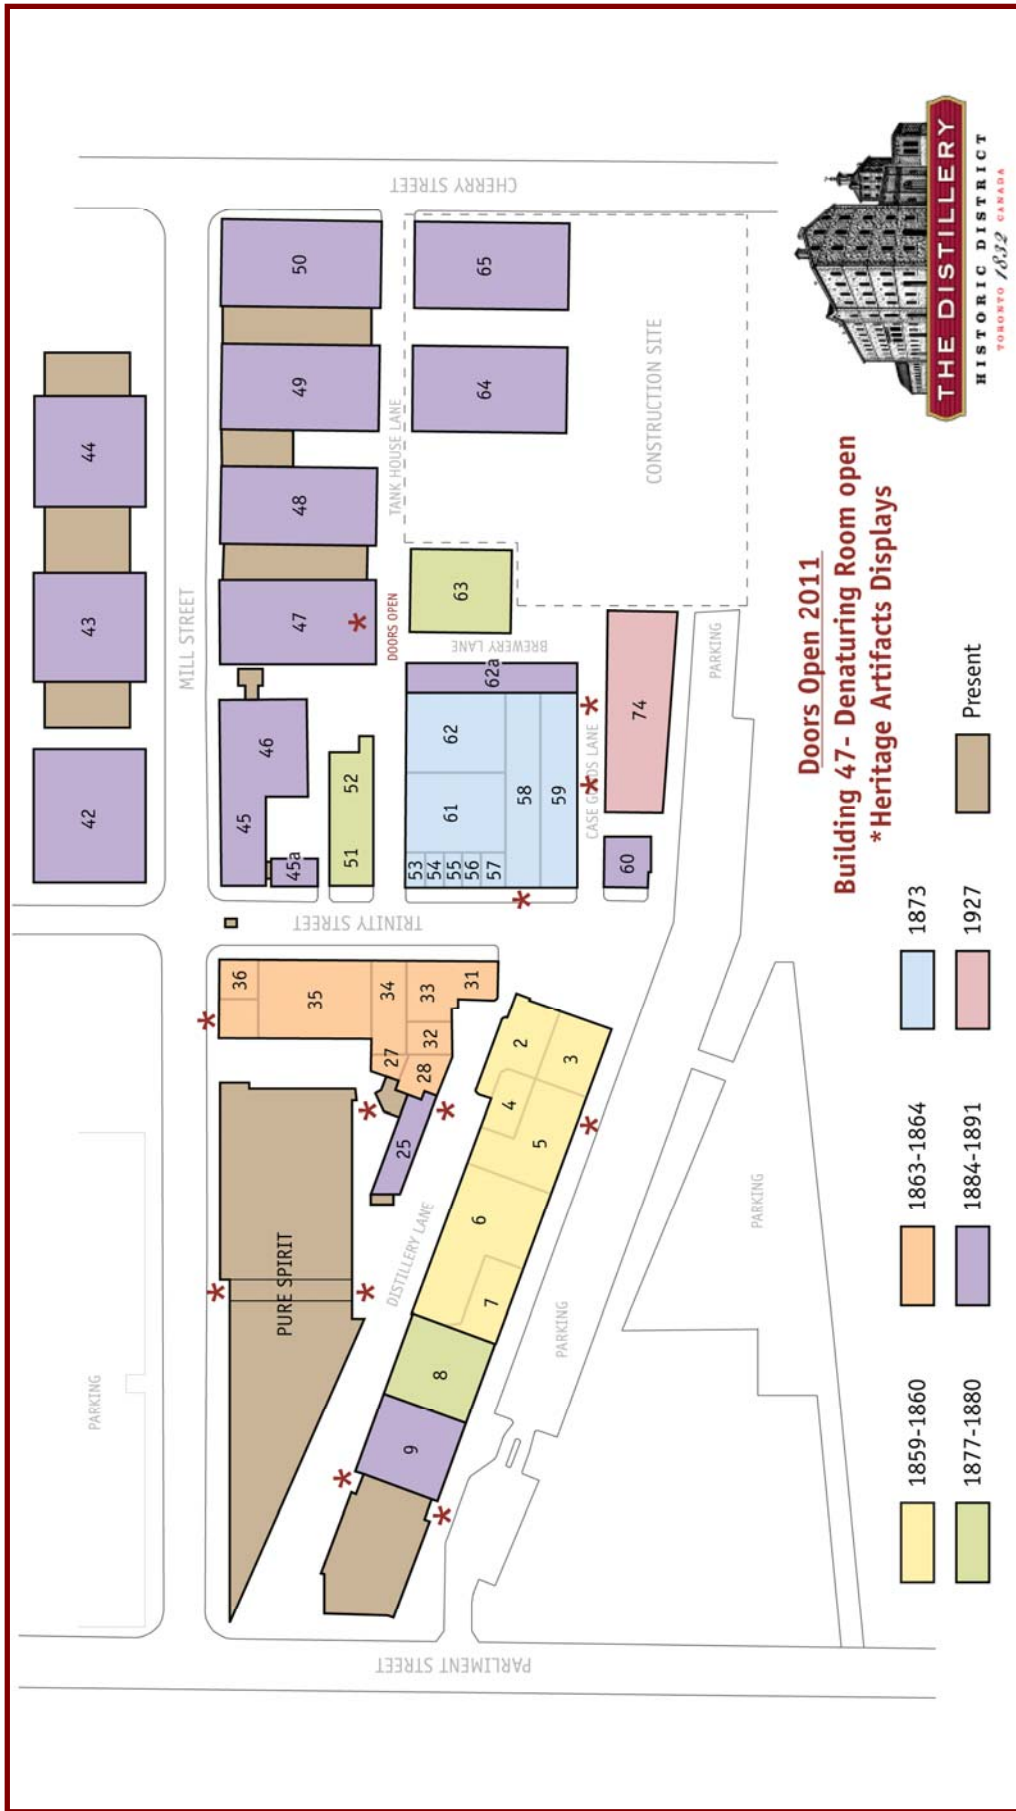 PARKING
MILL STREET
42
43
44
PARLIMENT STREET
TRINITY STREET
CHERRY STREET
PURE SPIRIT
36
35
34
33
31
32
27
28
25
DISTILLERY LANE
2
3
4
5
6
7
8
9
45
45a
46
47
48
49
50
51
52
DOORS OPEN
TANK HOUSE LANE
53
54
55
56
57
61
62
62a
58
59
BREWERY LANE
63
64
65
CASE GOODS LANE
60
74
CONSTRUCTION SITE
PARKING
PARKING
PARKING
Doors Open 2011
Building 47- Denaturing Room open
*Heritage Artifacts Displays
THE DISTILLERY
HISTORIC DISTRICT
TORONTO 1832 CANADA
1859-1860
1863-1864
1873
Present
1877-1880
1884-1891
1927